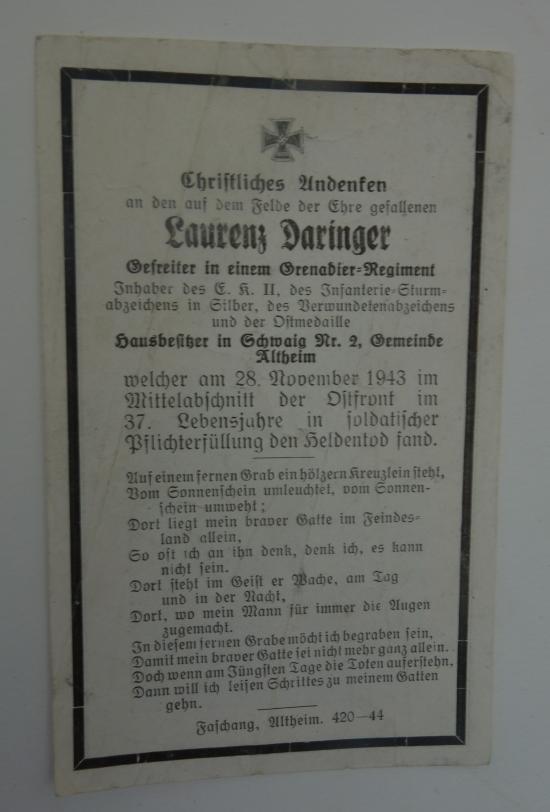 Christliches Andenken
an den auf dem Felde der Ehre gefallenen
Laurenz Daringer
Gefreiter in einem Grenadier-Regiment
Inhaber des E. K. II, des Infanterie-Sturm-
abzeichens in Silber, des Verwundetenabzeichens
und der Ostmedaille
Hausbesitzer in Schwaig Nr. 2, Gemeinde
Altheim
welcher am 28. November 1943 im
Mittelabschnitt der Ostfront im
37. Lebensjahre in soldatischer
Pflichterfüllung den Heldentod fand.
Auf einem fernen Grab ein hölzern Kreuzlein steht,
Vom Sonnenschein umleuchtet, vom Sonnen-
schein umweht;
Dort liegt mein braver Gatte im Feindes-
land allein,
So oft ich an ihn denk, denk ich, es kann
nicht sein.
Dort steht im Geist er Wache, am Tag
und in der Nacht,
Dort, wo mein Mann für immer die Augen
zugemacht.
In diesem fernen Grabe möcht ich begraben sein,
Damit mein braver Gatte sei nicht mehr ganz allein.
Doch wenn am Jüngsten Tage die Toten auferstehn,
Dann will ich leisen Schrittes zu meinem Gatten
gehn.
Faschang, Altheim. 420-44